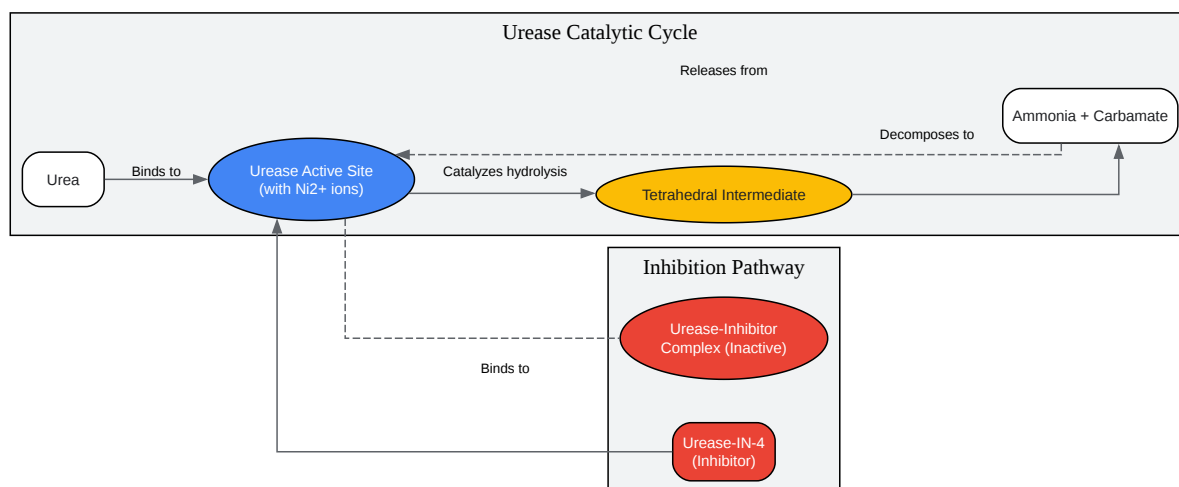 Urease Catalytic Cycle
Releases from
Ammonia + Carbamate
Decomposes to
Urea
Binds to
Urease Active Site
(with Ni2+ ions)
Catalyzes hydrolysis
Tetrahedral Intermediate
Inhibition Pathway
Urease-Inhibitor
Complex (Inactive)
Binds to
Urease-IN-4
(Inhibitor)